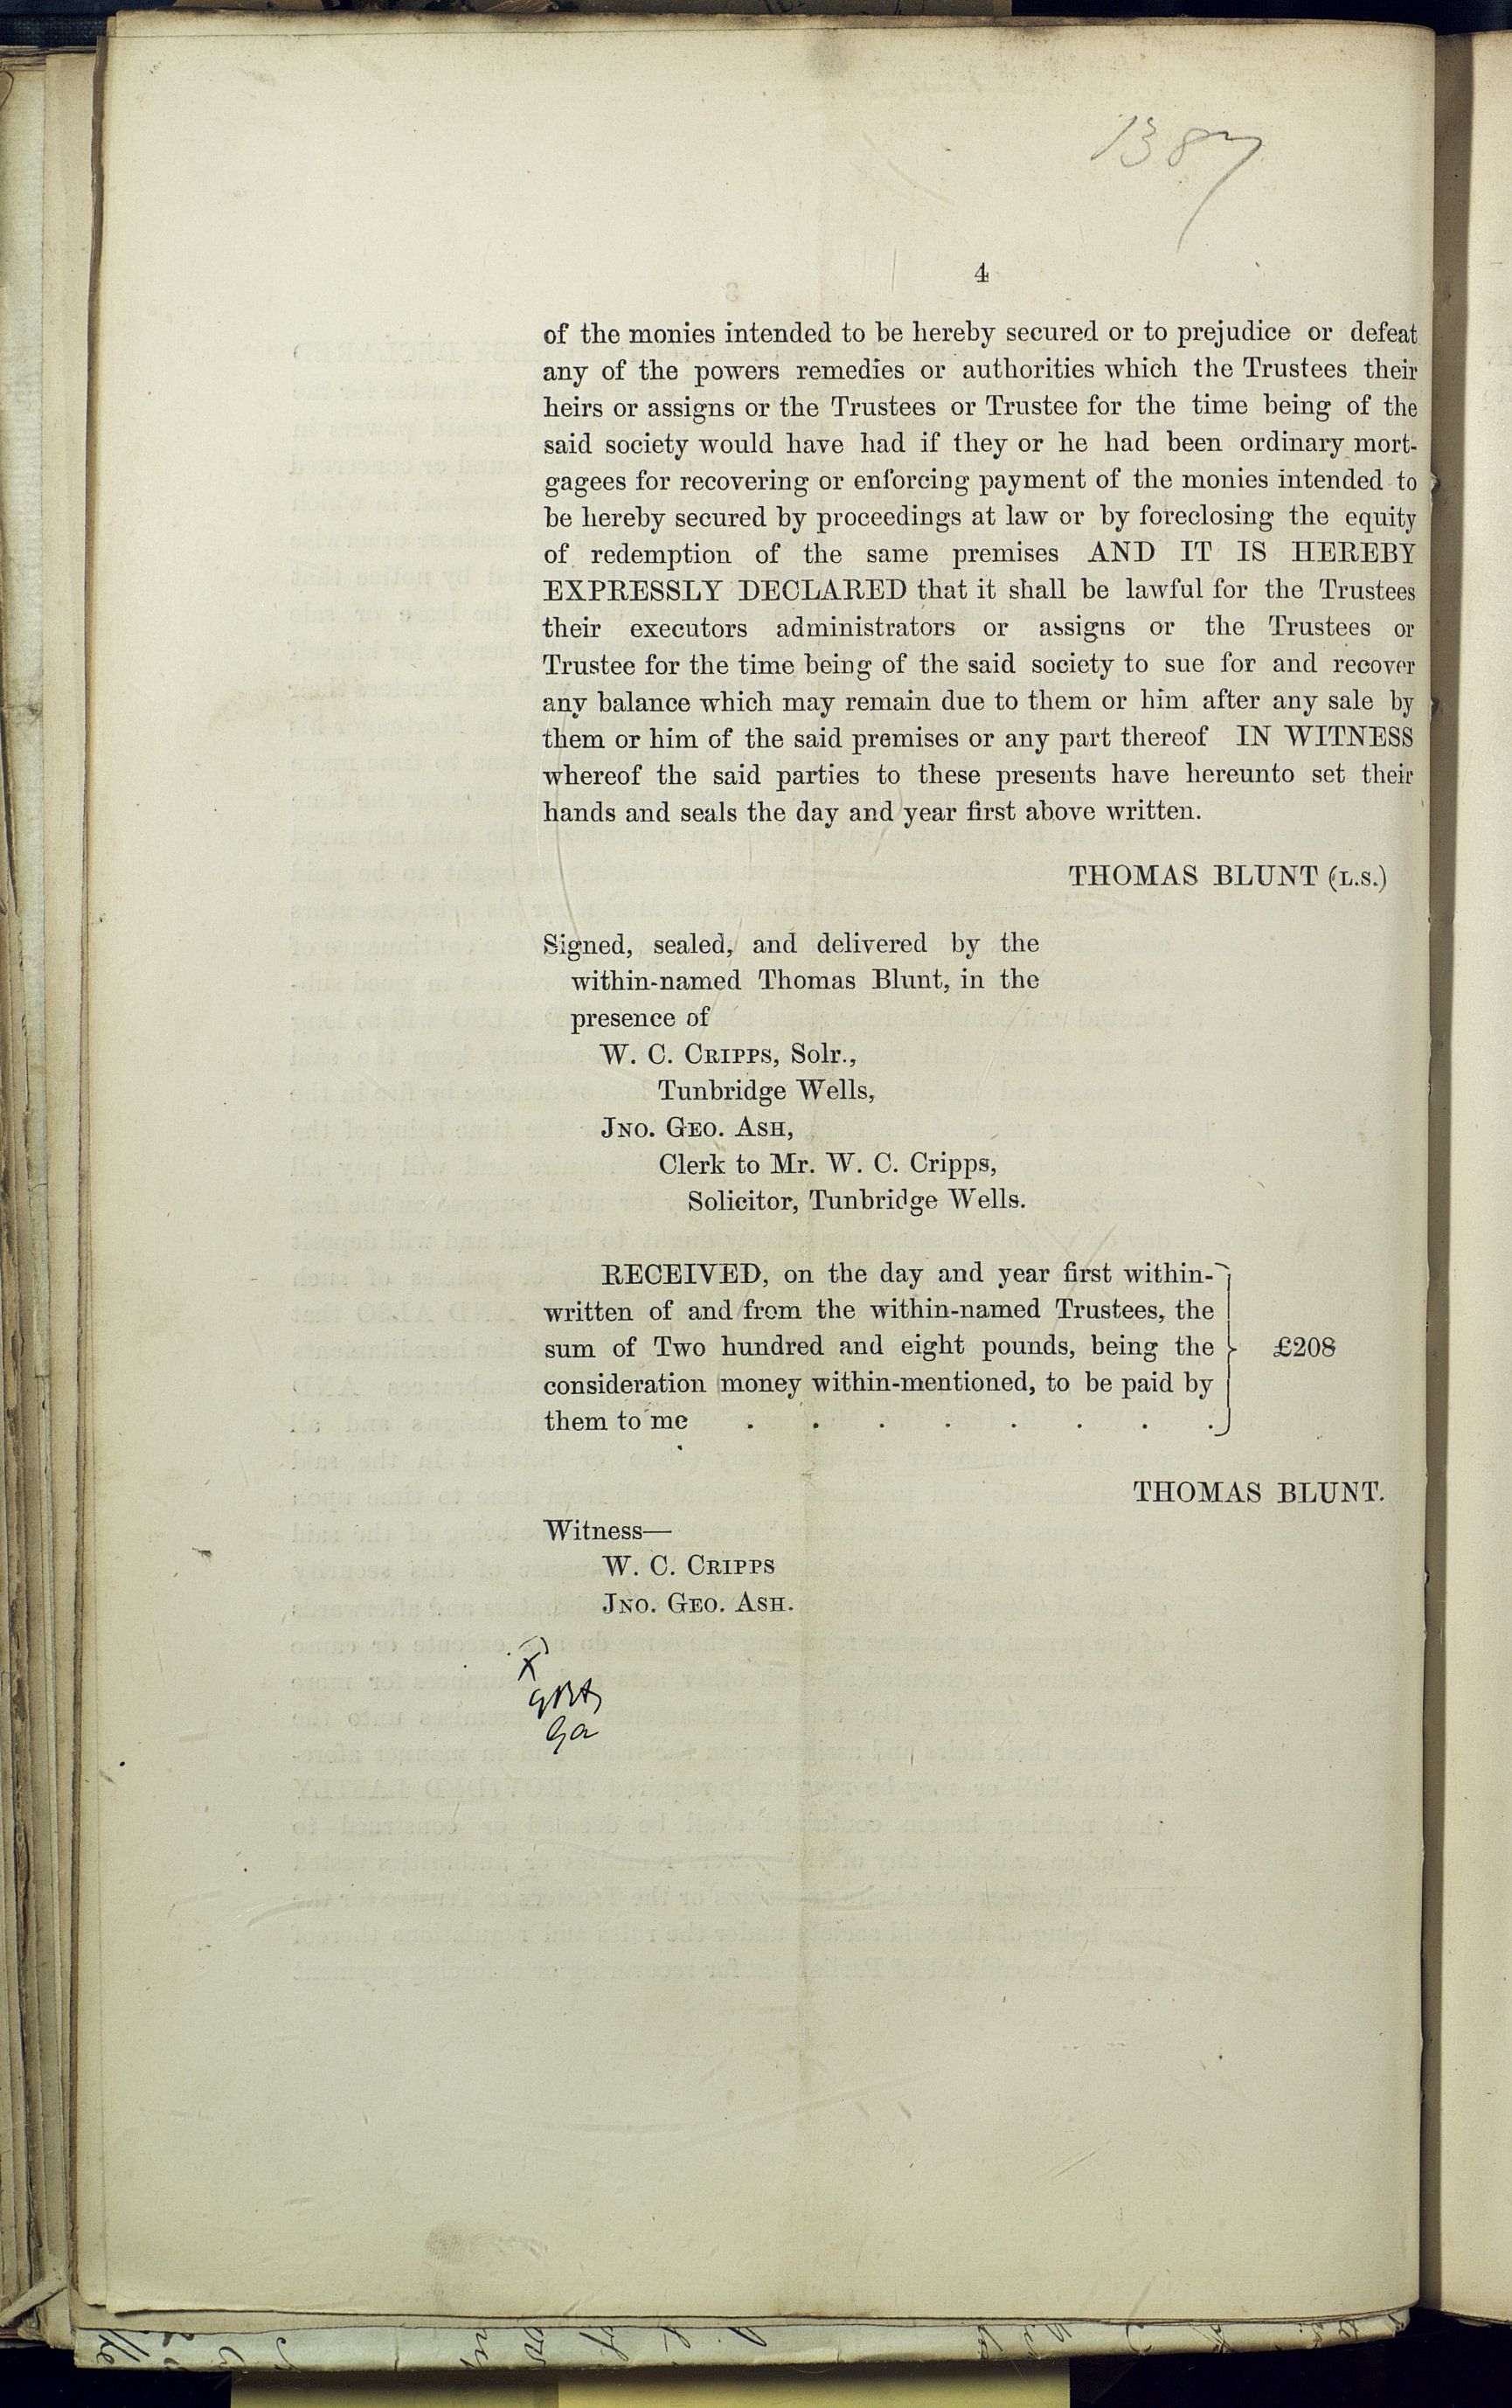 1387
4
of the monies intended to be hereby secured or to prejudice or defeat
any of the powers remedies or authorities which the Trustees their
heirs or assigns or the Trustees or Trustee for the time being of the
said society would have had if they or he had been ordinary mort-
gagees for recovering or enforcing payment of the monies intended to
be hereby secured by proceedings at law or by foreclosing the equity
of redemption of the same premises AND IT IS HEREBY
EXPRESSLY DECLARED that it shall be lawful for the Trustees
their executors administrators or assigns or the Trustees or
Trustee for the time being of the said society to sue for and recover
any balance which may remain due to them or him after any sale by
them or him of the said premises or any part thereof IN WITNESS
whereof the said parties to these presents have hereunto set their
hands and seals the day and year first above written.
THOMAS BLUNT (L.S.)
Signed, sealed, and delivered by the
within-named Thomas Blunt, in the
presence of
W. C. CRIPPS, Solr.,
Tunbridge Wells,
JNO. GEO. ASH,
Clerk to Mr. W. C. Cripps,
Solicitor, Tunbridge Wells.
RECEIVED, on the day and year first within-
written of and from the within-named Trustees, the
sum of Two hundred and eight pounds, being the £208
consideration money within-mentioned, to be paid by
them to me . . . . . . . .
THOMAS BLUNT.
Witness—
W. C. CRIPPS
JNO. GEO. ASH.